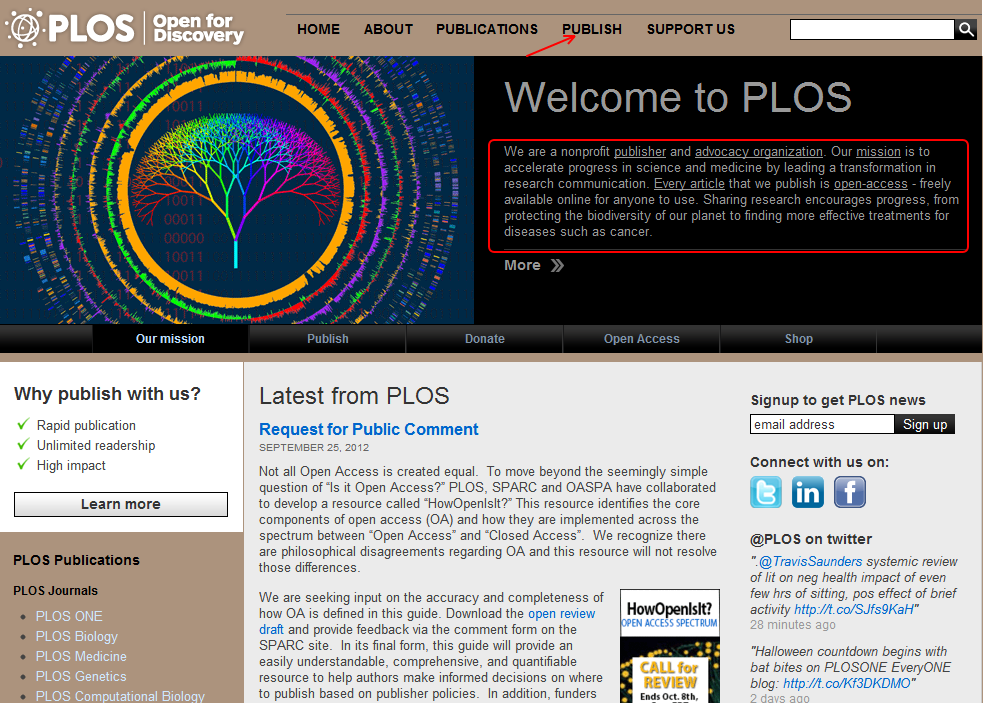 PLOS
Open for
Discovery
HOME
ABOUT
PUBLICATIONS
PUBLISH
SUPPORT US
10011
00011
00000
10011
10011
Welcome to PLOS
We are a nonprofit publisher and advocacy organization. Our mission is to
accelerate progress in science and medicine by leading a transformation in
research communication. Every article that we publish is open-access - freely
available online for anyone to use. Sharing research encourages progress, from
protecting the biodiversity of our planet to finding more effective treatments for
diseases such as cancer.
More
Our mission
Publish
Donate
Open Access
Shop
Why publish with us?
Rapid publication
Unlimited readership
High impact
Learn more
PLOS Publications
PLOS Journals
PLOS ONE
PLOS Biology
PLOS Medicine
PLOS Genetics
PLOS Computational Biology
Latest from PLOS
Request for Public Comment
SEPTEMBER 25, 2012
Not all Open Access is created equal.  To move beyond the seemingly simple
question of “Is it Open Access?” PLOS, SPARC and OASPA have collaborated
to develop a resource called “HowOpenIsIt?” This resource identifies the core
components of open access (OA) and how they are implemented across the
spectrum between “Open Access” and “Closed Access”.  We recognize there
are philosophical disagreements regarding OA and this resource will not resolve
those differences.
We are seeking input on the accuracy and completeness of
how OA is defined in this guide. Download the open review
draft and provide feedback via the comment form on the
SPARC site.  In its final form, this guide will provide an
easily understandable, comprehensive, and quantifiable
resource to help authors make informed decisions on where
to publish based on publisher policies.  In addition, funders
HowOpenIsIt?
OPEN ACCESS SPECTRUM
CALL for
REVIEW
Ends Oct. 8th,
Signup to get PLOS news
email address
Sign up
Connect with us on:
@PLOS on twitter
".@TravisSaunders systemic review
of lit on neg health impact of even
few hrs of sitting, pos effect of brief
activity http://t.co/SJfs9KaH"
28 minutes ago
"Halloween countdown begins with
bat bites on PLOSONE EveryONE
blog: http://t.co/Kf3DKDMO"
2 days ago